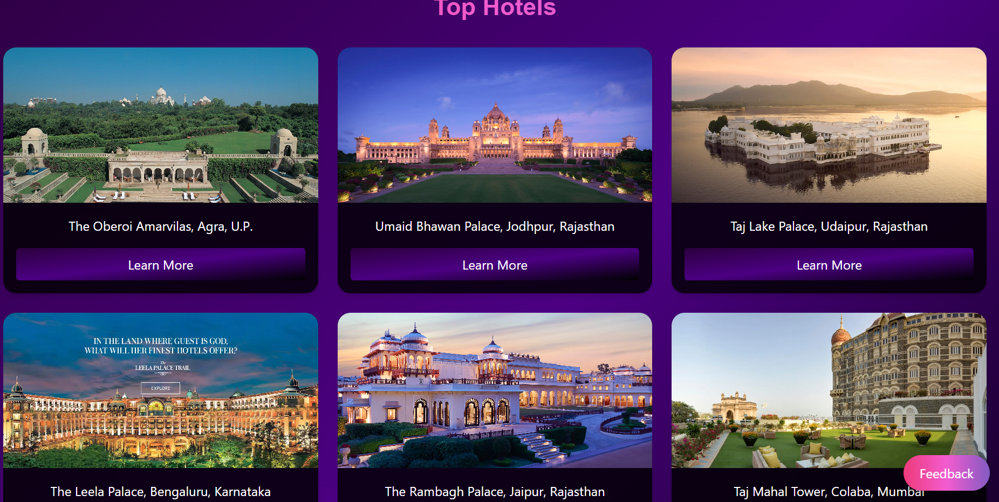 Top Hotels
The Oberoi Amarvilas, Agra, U.P.
Umaid Bhawan Palace, Jodhpur, Rajasthan
Taj Lake Palace, Udaipur, Rajasthan
Learn More
Learn More
Learn More
IN THE LAND WHERE GUEST IS GOD,
WHAT WILL HER FINEST HOTELS OFFER?
The
LEELA PALACE TRAIL
EXPLORE
The Leela Palace, Bengaluru, Karnataka
The Rambagh Palace, Jaipur, Rajasthan
Taj Mahal Tower, Colaba, Mumbai
Feedback